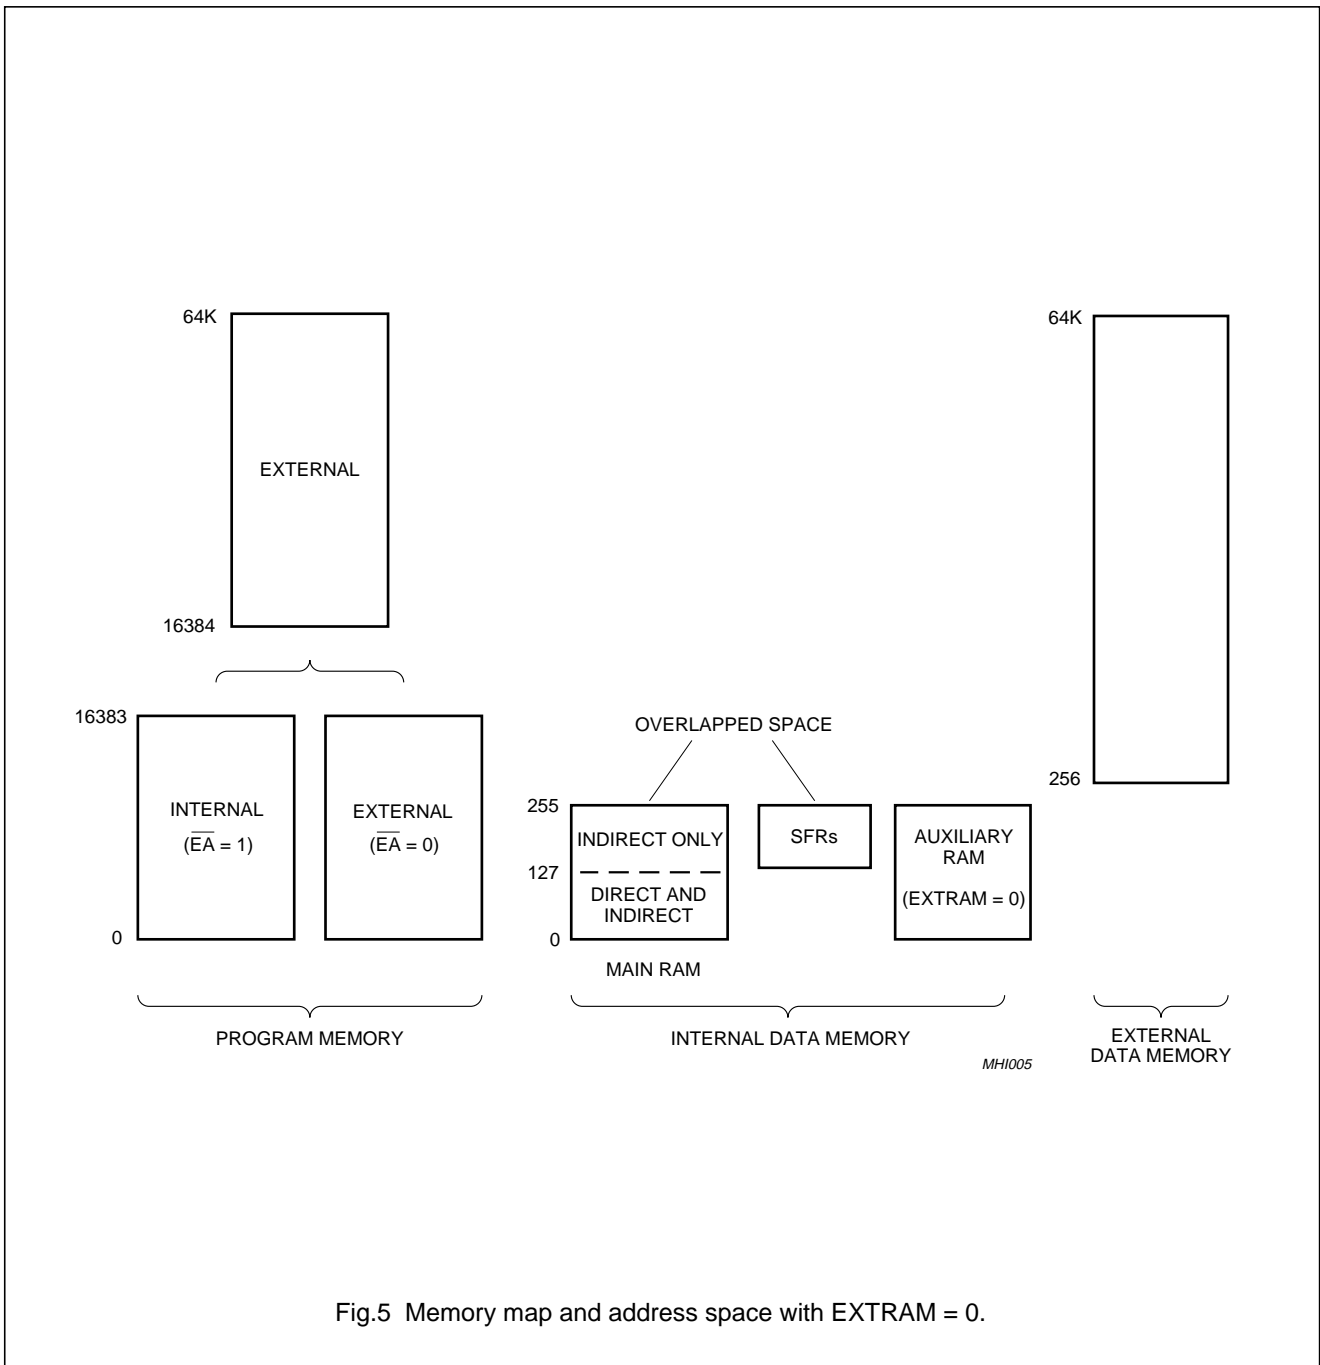 64K
EXTERNAL
16384
16383
INTERNAL
(E̅A̅ = 1)
EXTERNAL
(E̅A̅ = 0)
0
PROGRAM MEMORY
OVERLAPPED SPACE
255
INDIRECT ONLY
127
DIRECT AND
INDIRECT
0
MAIN RAM
SFRs
AUXILIARY
RAM
(EXTRAM = 0)
INTERNAL DATA MEMORY
64K
256
EXTERNAL
DATA MEMORY
MHI005
Fig.5 Memory map and address space with EXTRAM = 0.